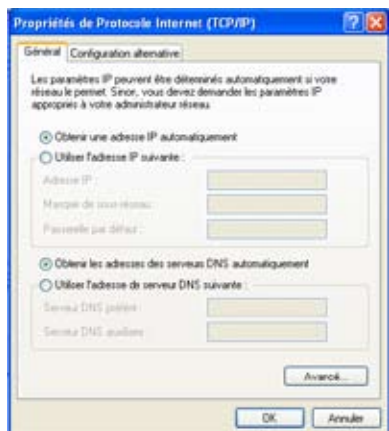 Propriétés de Protocole Internet (TCP/IP)
Général
Configuration alternative
Les paramètres IP peuvent être déterminés automatiquement si votre
réseau le permet. Sinon, vous devez demander les paramètres IP
appropriés à votre administrateur réseau.
Obtenir une adresse IP automatiquement
Utiliser l'adresse IP suivante :
Adresse IP :
Masque de sous-réseau :
Passerelle par défaut :
Obtenir les adresses des serveurs DNS automatiquement
Utiliser l'adresse de serveur DNS suivante :
Serveur DNS préféré :
Serveur DNS auxiliaire :
Avancé...
OK
Annuler